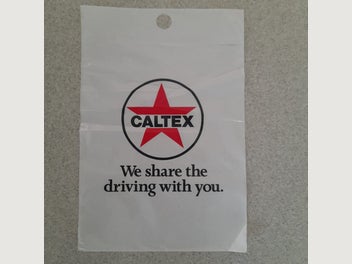 CALTEX
We share the
driving with you.